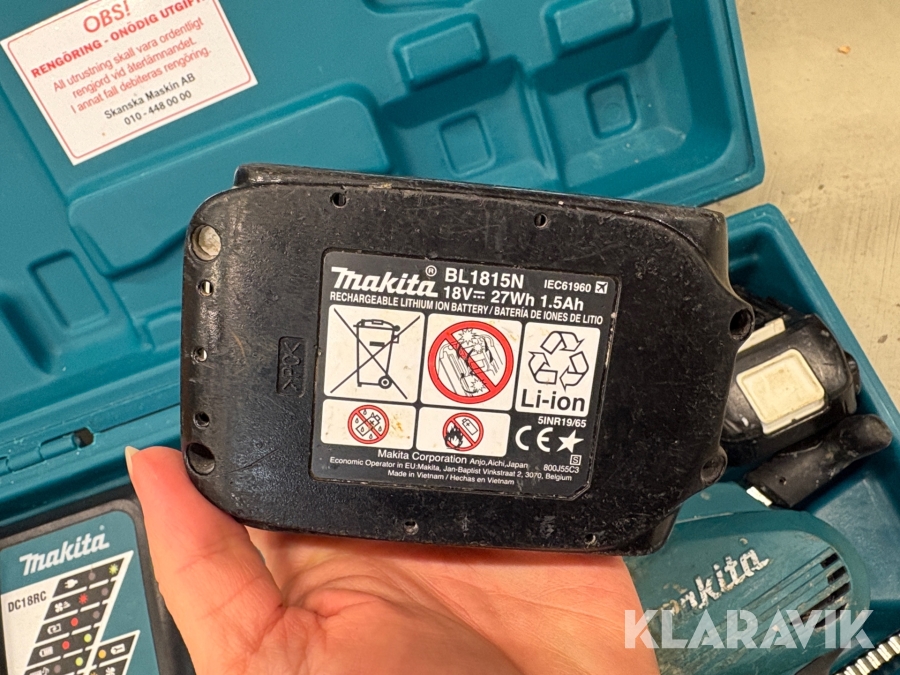 OBS!
RENGÖRING - ONÖDIG UTGIFT
All utrustning skall vara ordentligt
rengjord vid återlämnandet.
I annat fall debiteras rengöring.
Skanska Maskin AB
010-448 00 00
makita® BL1815N IEC61960
18V 27Wh 1.5Ah
RECHARGEABLE LITHIUM ION BATTERY / BATERÍA DE IONES DE LITIO
Li-ion
5INR19/65
CE
Makita Corporation Anjo, Aichi, Japan 800J55C3 S
Economic Operator in EU: Makita, Jan-Baptist Vinkstraat 2, 3070, Belgium
Made in Vietnam / Hechas en Vietnam
makita
DC18RC
makita
KLARAVIK